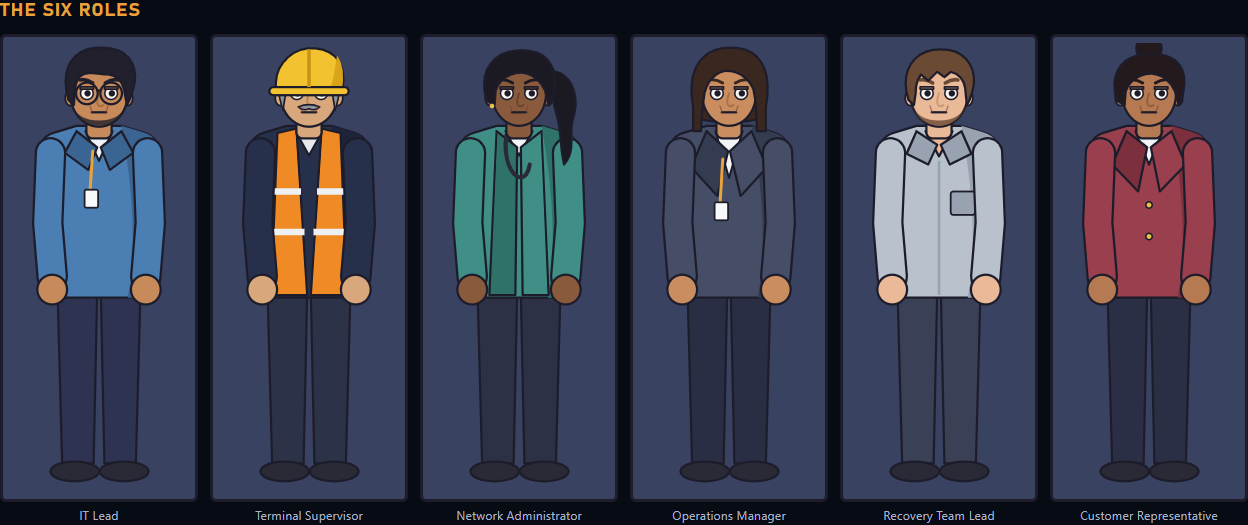 THE SIX ROLES
IT Lead
Terminal Supervisor
Network Administrator
Operations Manager
Recovery Team Lead
Customer Representative